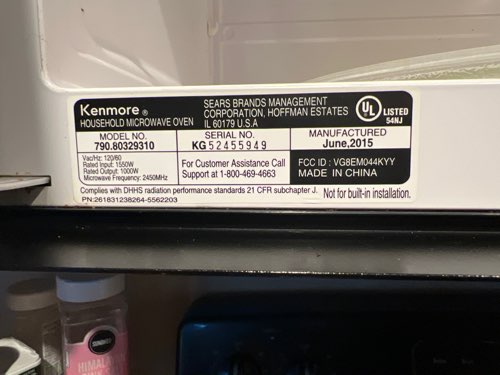 Kenmore ®
HOUSEHOLD MICROWAVE OVEN
SEARS BRANDS MANAGEMENT
CORPORATION, HOFFMAN ESTATES
IL 60179 U.S.A
UL
LISTED
54NJ
MODEL NO.
790.80329310
SERIAL NO.
KG 52455949
MANUFACTURED
June,2015
Vac/Hz: 120/60
Rated Input: 1550W
Rated Output: 1000W
Microwave Frequency: 2450MHz
For Customer Assistance Call
Support at 1-800-469-4663
FCC ID : VG8EM044KYY
MADE IN CHINA
Complies with DHHS radiation performance standards 21 CFR subchapter J.
Not for built-in installation.
PN:261831238264-5562203
HIMALAYAN